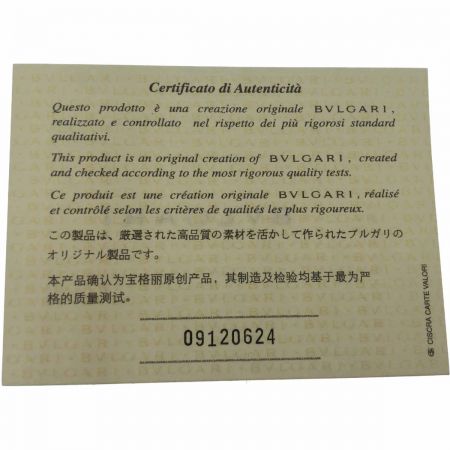 Certificato di Autenticità
Questo prodotto è una creazione originale BVLGARI,
realizzato e controllato nel rispetto dei più rigorosi standard
qualitativi.
This product is an original creation of BVLGARI, created
and checked according to the most rigorous quality tests.
Ce produit est une création originale BVLGARI, réalisé
et contrôlé selon les critères de qualités les plus rigoureux.
この製品は、厳選された高品質の素材を活かして作られたブルガリの
オリジナル製品です。
本产品确认为宝格丽原创产品，其制造及检验均基于最为严
格的质量测试。
09120624
CISCRA CARTE VALORI